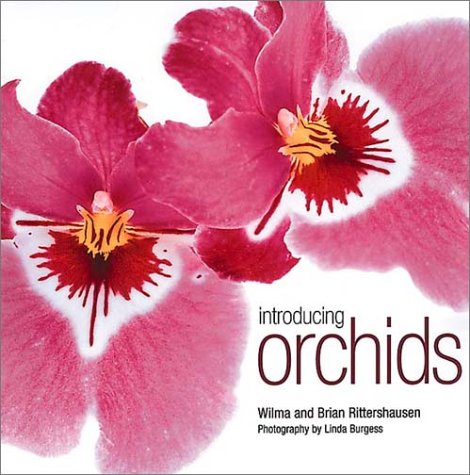 introducing
orchids
Wilma and Brian Rittershausen
Photography by Linda Burgess